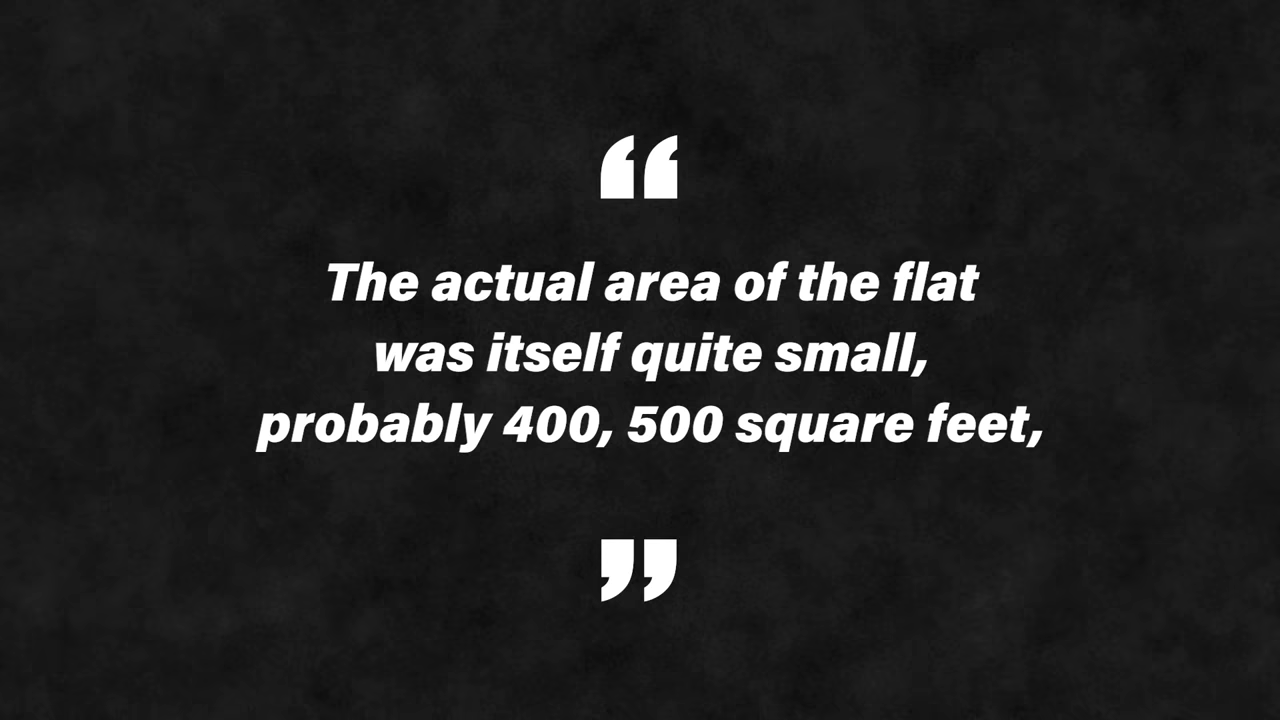 “
The actual area of the flat
was itself quite small,
probably 400, 500 square feet,
”